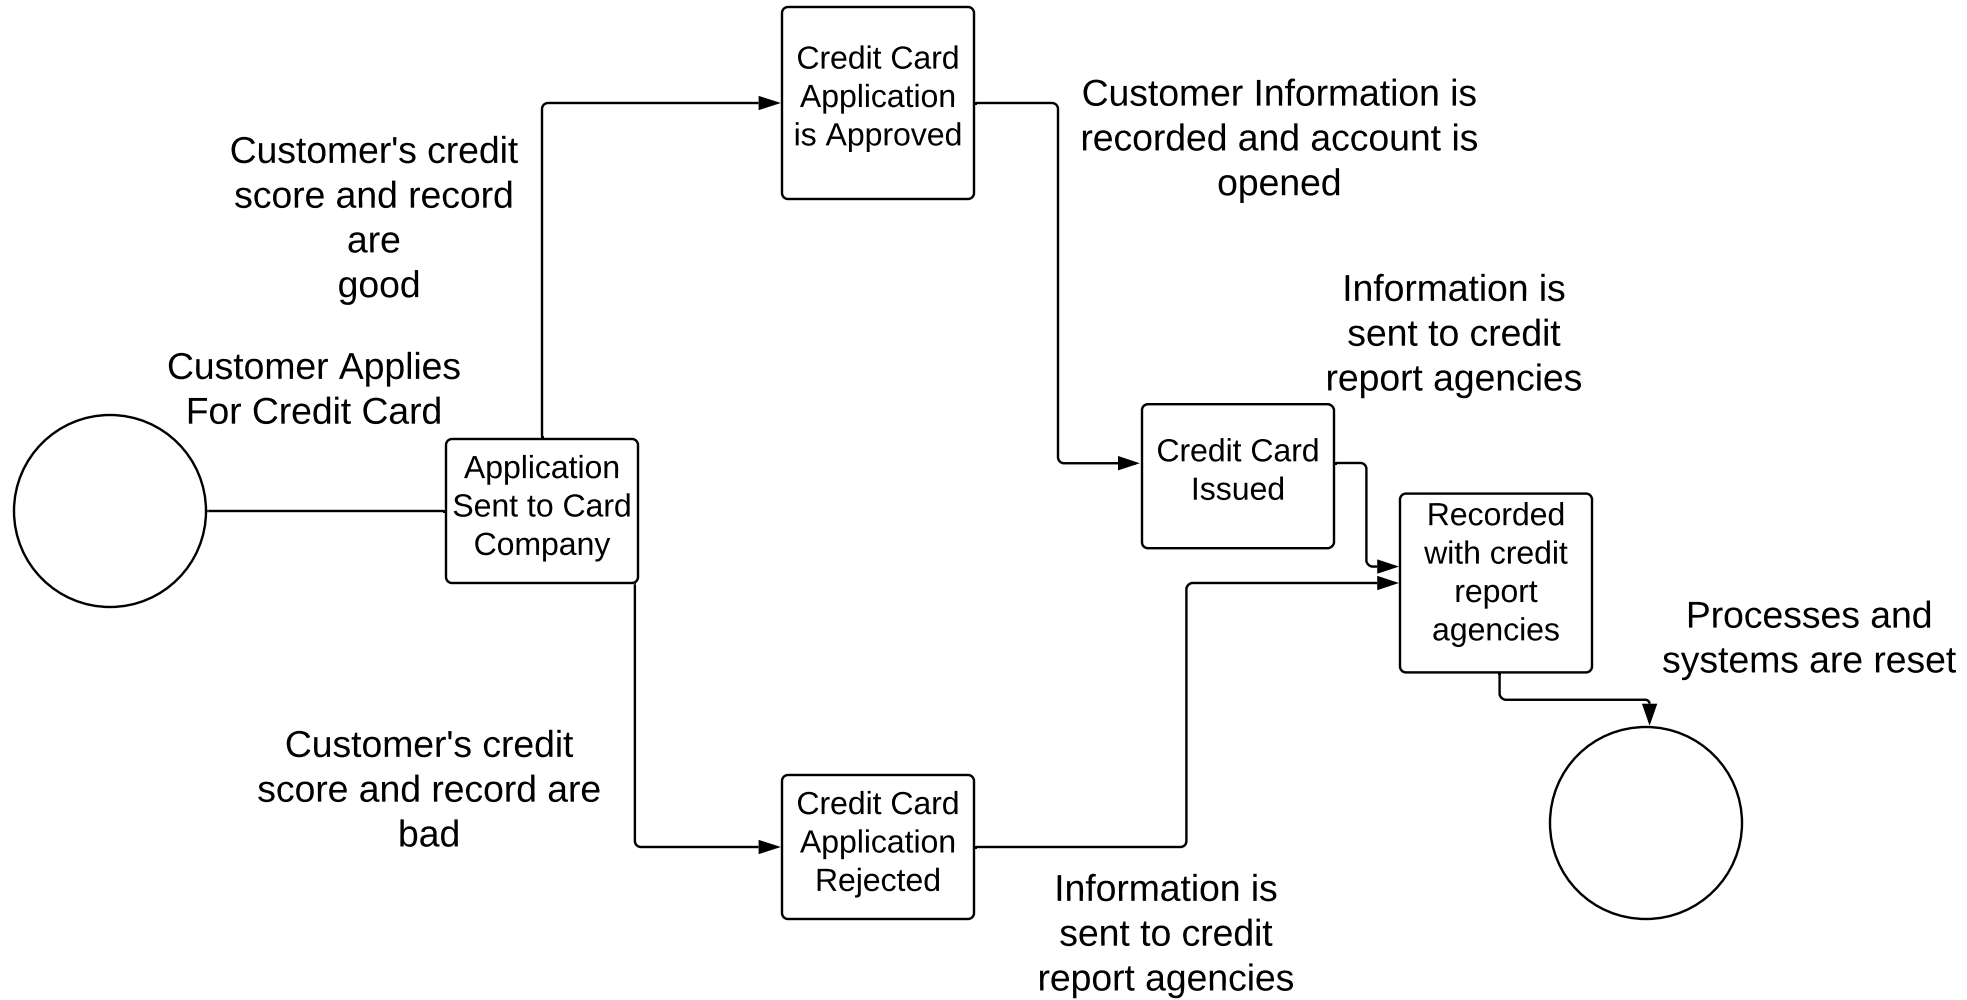 Credit Card
Application
is Approved
Customer Information is
recorded and account is
opened
Customer's credit
score and record
are
good
Information is
sent to credit
report agencies
Customer Applies
For Credit Card
Application
Sent to Card
Company
Credit Card
Issued
Recorded
with credit
report
agencies
Processes and
systems are reset
Customer's credit
score and record are
bad
Credit Card
Application
Rejected
Information is
sent to credit
report agencies